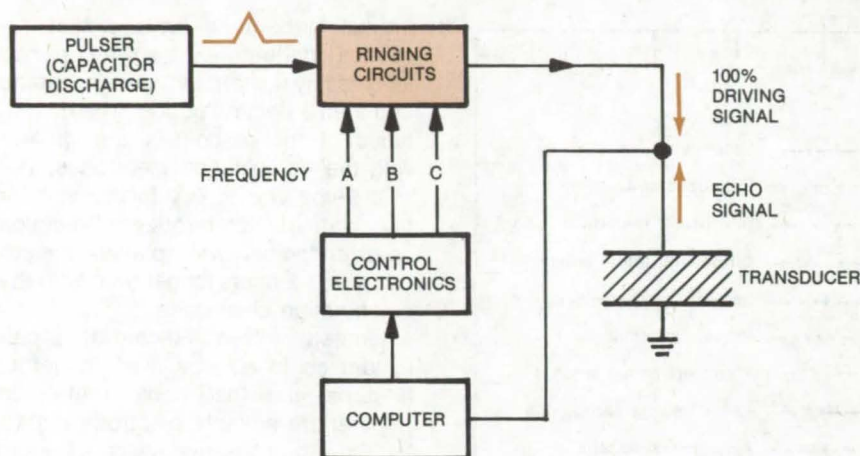 PULSER
(CAPACITOR
DISCHARGE)
RINGING
CIRCUITS
100%
DRIVING
SIGNAL
FREQUENCY A B C
ECHO
SIGNAL
CONTROL
ELECTRONICS
TRANSDUCER
COMPUTER